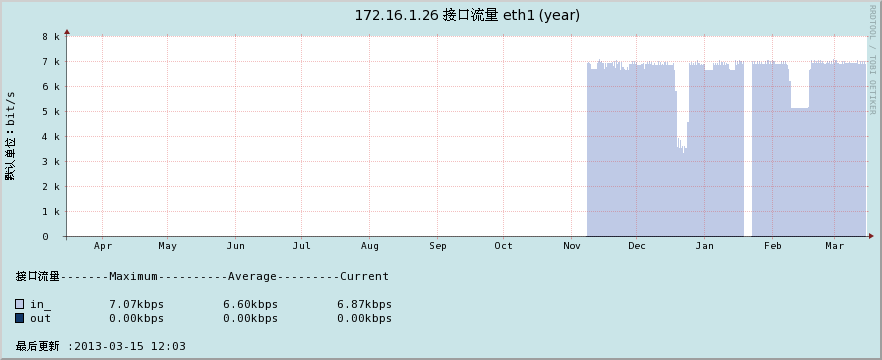 172.16.1.26 接口流量 eth1 (year)
RRDTOOL / TOBI OETIKER
默认单位：bit/s
8 k
7 k
6 k
5 k
4 k
3 k
2 k
1 k
0
Apr May Jun Jul Aug Sep Oct Nov Dec Jan Feb Mar
接口流量-------Maximum----------Average---------Current
in_ 7.07kbps 6.60kbps 6.87kbps
out 0.00kbps 0.00kbps 0.00kbps
最后更新 :2013-03-15 12:03